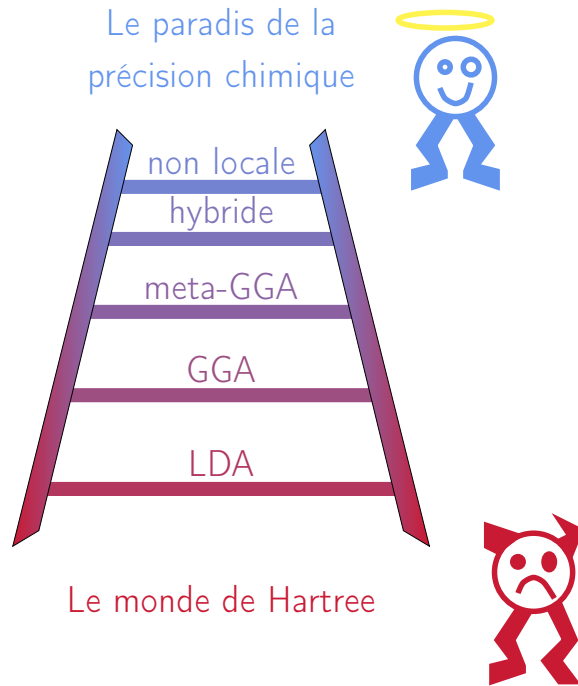 Le paradis de la
précision chimique
non locale
hybride
meta-GGA
GGA
LDA
Le monde de Hartree